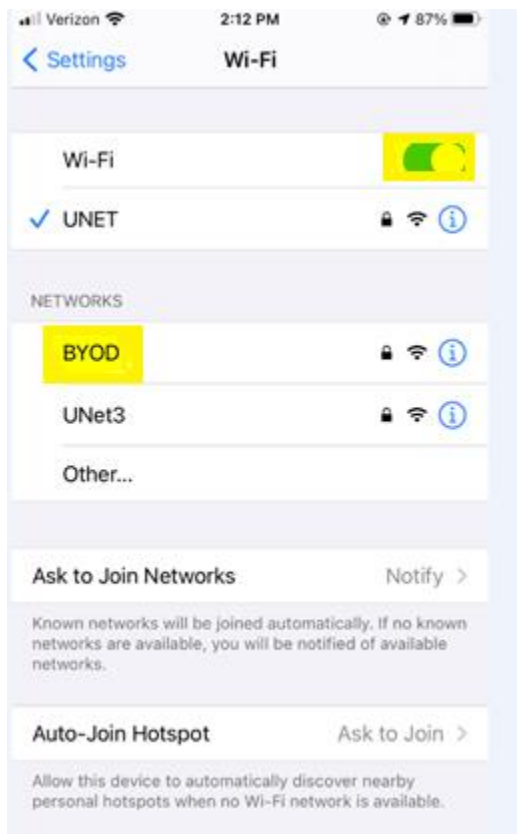 Verizon 2:12 PM 87%
Settings Wi-Fi
Wi-Fi
UNET
NETWORKS
BYOD
UNet3
Other...
Ask to Join Networks Notify >
Known networks will be joined automatically. If no known
networks are available, you will be notified of available
networks.
Auto-Join Hotspot Ask to Join >
Allow this device to automatically discover nearby
personal hotspots when no Wi-Fi network is available.